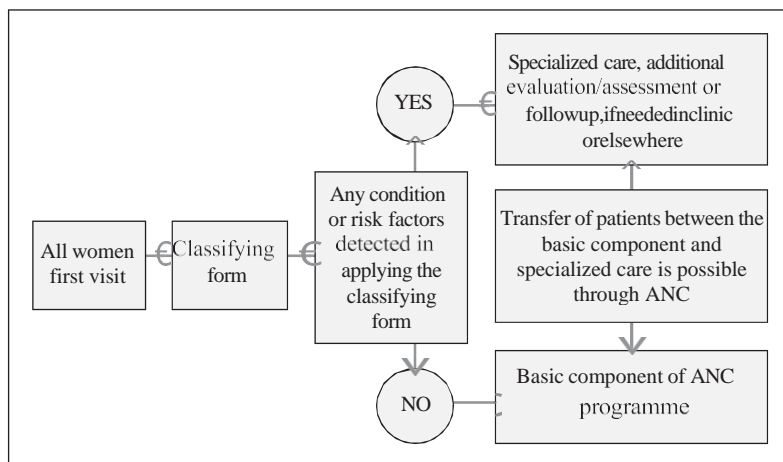 All women
first visit
Classifying
form
Any condition
or risk factors
detected in
applying the
classifying
form
YES
Specialized care, additional
evaluation/assessment or
followup,ifneededinclinic
orelsewhere
Transfer of patients between the
basic component and
specialized care is possible
through ANC
NO
Basic component of ANC
programme